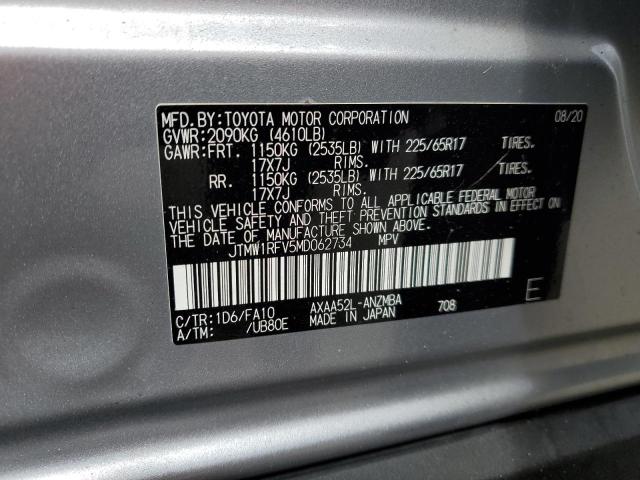 MFD.BY:TOYOTA MOTOR CORPORATION 08/20
GVWR:2090KG (4610LB)
GAWR:FRT. 1150KG (2535LB) WITH 225/65R17 TIRES.
17X7J RIMS.
RR. 1150KG (2535LB) WITH 225/65R17 TIRES.
17X7J RIMS.
THIS VEHICLE CONFORMS TO ALL APPLICABLE FEDERAL MOTOR
VEHICLE SAFETY AND THEFT PREVENTION STANDARDS IN EFFECT ON
THE DATE OF MANUFACTURE SHOWN ABOVE.
JTMW1RFV5MD062734 MPV
C/TR:1D6/FA10 AXAA52L-ANZMBA 708 E
A/TM: /UB80E MADE IN JAPAN